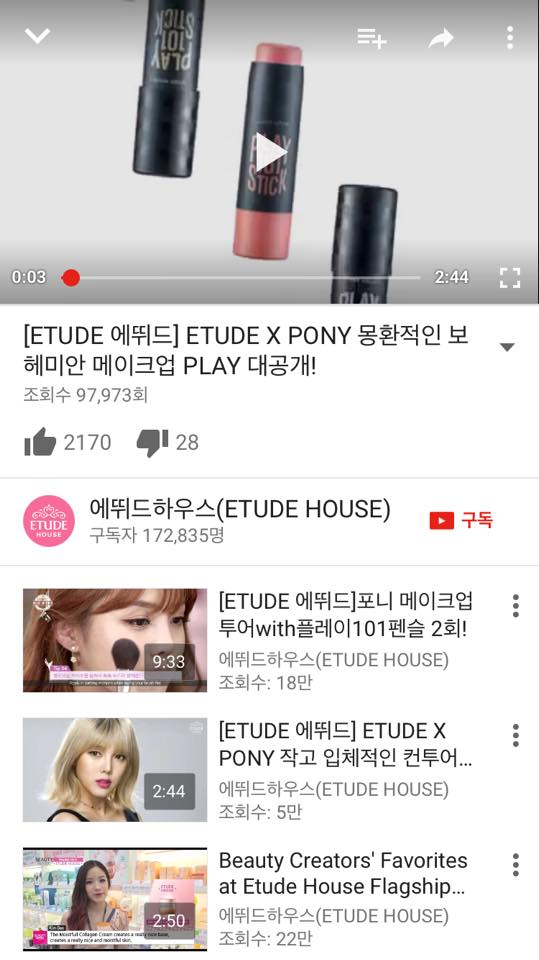 PLAY
101
STICK
PLAY
101
STICK
PLAY
0:03
2:44
[ETUDE 에뛰드] ETUDE X PONY 몽환적인 보
헤미안 메이크업 PLAY 대공개!
조회수 97,973회
2170
28
에뛰드하우스(ETUDE HOUSE)
구독자 172,835명
구독
ETUDE
HOUSE
9:33
[ETUDE 에뛰드]포니 메이크업
투어with플레이101펜슬 2회!
에뛰드하우스(ETUDE HOUSE)
조회수: 18만
2:44
[ETUDE 에뛰드] ETUDE X
PONY 작고 입체적인 컨투어...
에뛰드하우스(ETUDE HOUSE)
조회수: 5만
BEAUTY
The Moistfull Collagen Cream creates a really nice base,
creates a really nice and moistful skin.
2:50
Beauty Creators' Favorites
at Etude House Flagship...
에뛰드하우스(ETUDE HOUSE)
조회수: 22만